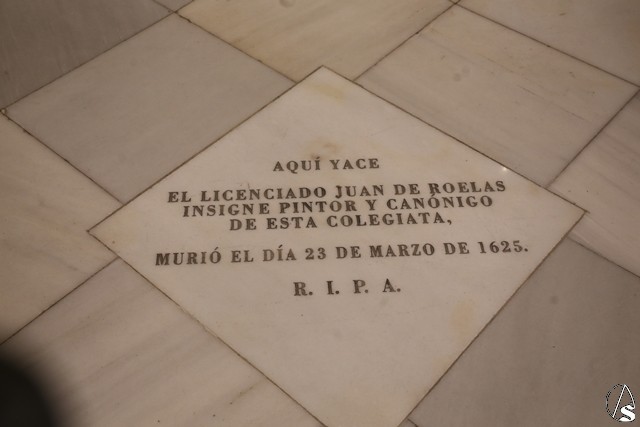 AQUÍ YACE
EL LICENCIADO JUAN DE ROELAS
INSIGNE PINTOR Y CANÓNIGO
DE ESTA COLEGIATA,
MURIÓ EL DÍA 23 DE MARZO DE 1625.
R. I. P. A.